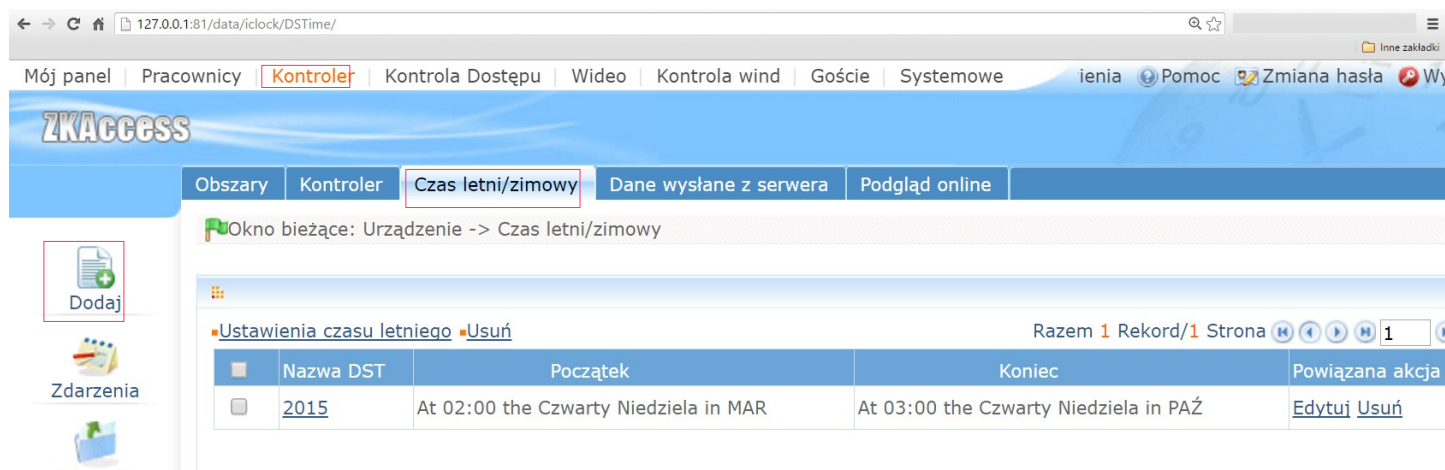 127.0.0.1:81/data/iclock/DSTime/
Inne zakładki
Mój panel | Pracownicy | Kontroler | Kontrola Dostępu | Wideo | Kontrola wind | Goście | Systemowe ienia Pomoc Zmiana hasła Wy
ZKAccess
Obszary Kontroler Czas letni/zimowy Dane wysłane z serwera Podgląd online
Okno bieżące: Urządzenie -> Czas letni/zimowy
Dodaj
Zdarzenia
Ustawienia czasu letniego Usuń Razem 1 Rekord/1 Strona 1
Nazwa DST Początek Koniec Powiązana akcja
2015 At 02:00 the Czwarty Niedziela in MAR At 03:00 the Czwarty Niedziela in PAŹ Edytuj Usuń